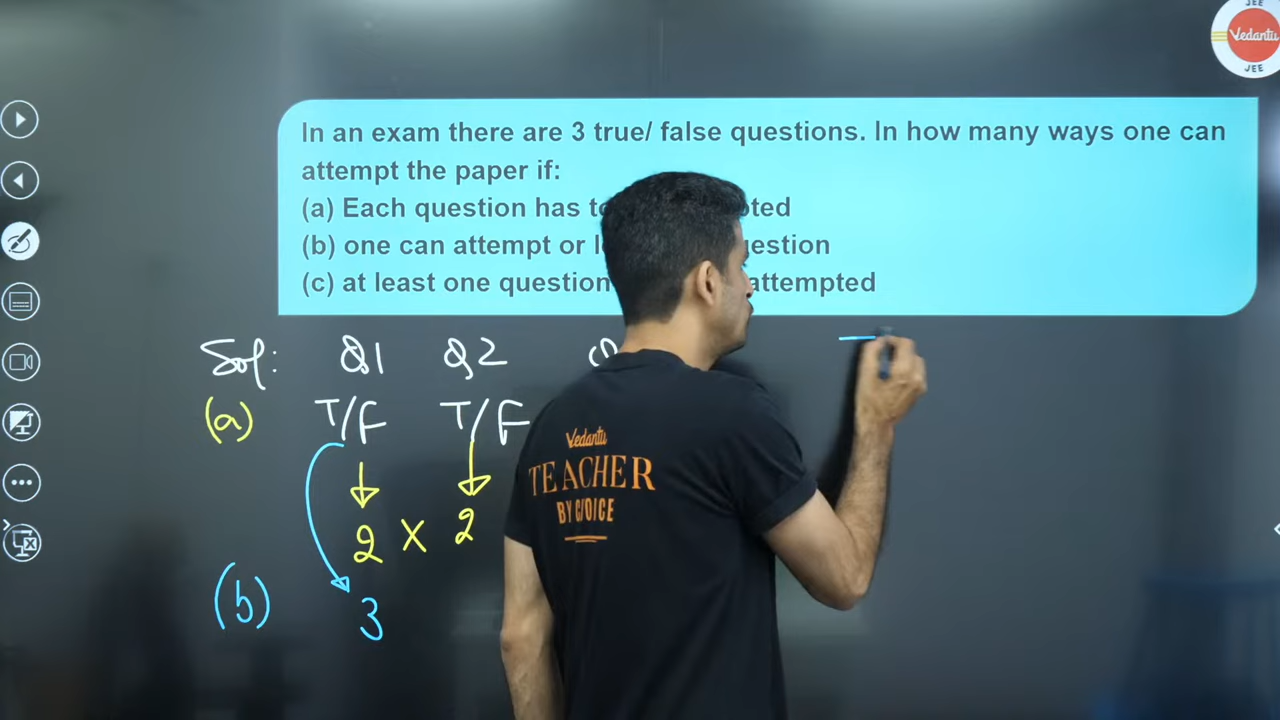 JEE
Vedantu
JEE
In an exam there are 3 true/ false questions. In how many ways one can
attempt the paper if:
(a) Each question has
(b) one can attempt or
(c) at least one question attempted
Sol: Q1 Q2
(a) T/F T/F
2 X 2
(b) 3
Vedantu
TEACHER
BY CHOICE